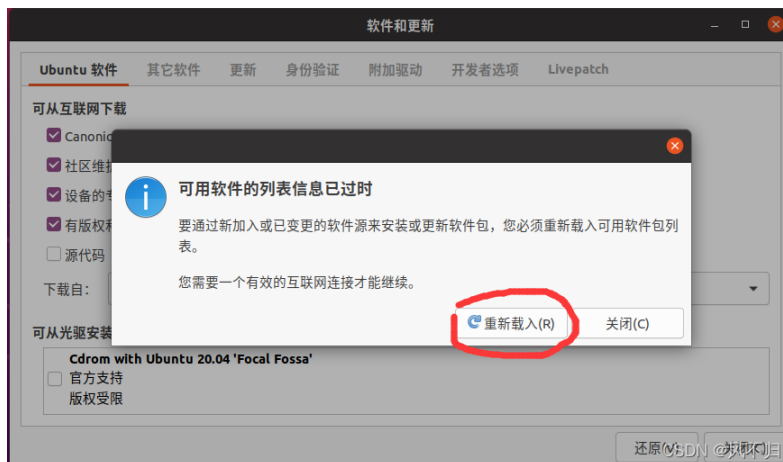 软件和更新
Ubuntu 软件 其它软件 更新 身份验证 附加驱动 开发者选项 Livepatch
可从互联网下载
Canonic
社区维护
设备的专
有版权和
源代码
下载自：
可用软件的列表信息已过时
要通过新加入或已变更的软件源来安装或更新软件包，您必须重新载入可用软件包列
表。
您需要一个有效的互联网连接才能继续。
重新载入(R) 关闭(C)
可从光驱安装
Cdrom with Ubuntu 20.04 'Focal Fossa'
官方支持
版权受限
还原(V) 关闭(C)
CSDN